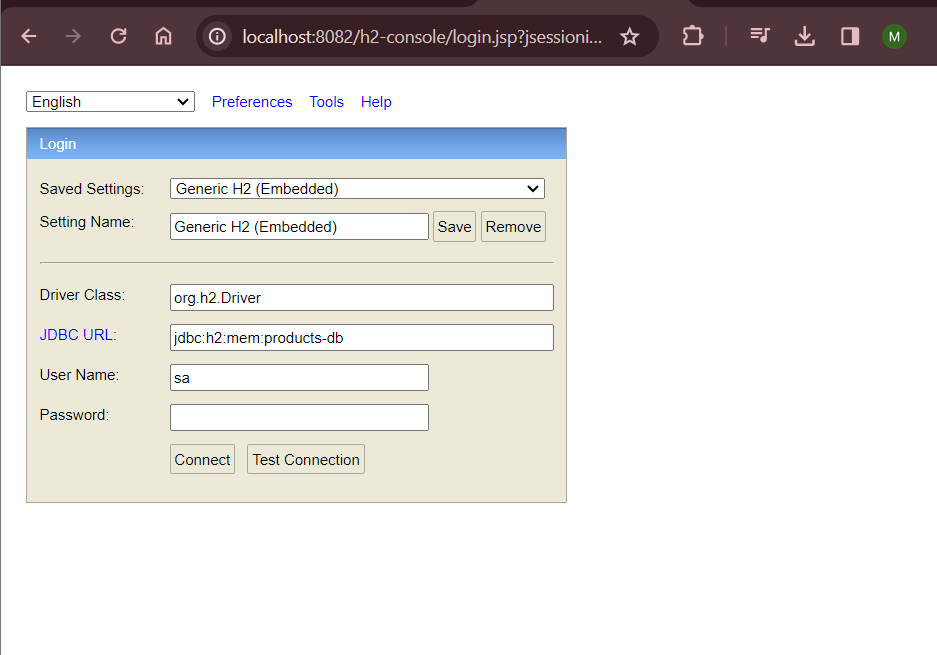 localhost:8082/h2-console/login.jsp?jsessioni...
M
English Preferences Tools Help
Login
Saved Settings: Generic H2 (Embedded)
Setting Name: Generic H2 (Embedded) Save Remove
Driver Class: org.h2.Driver
JDBC URL: jdbc:h2:mem:products-db
User Name: sa
Password:
Connect Test Connection